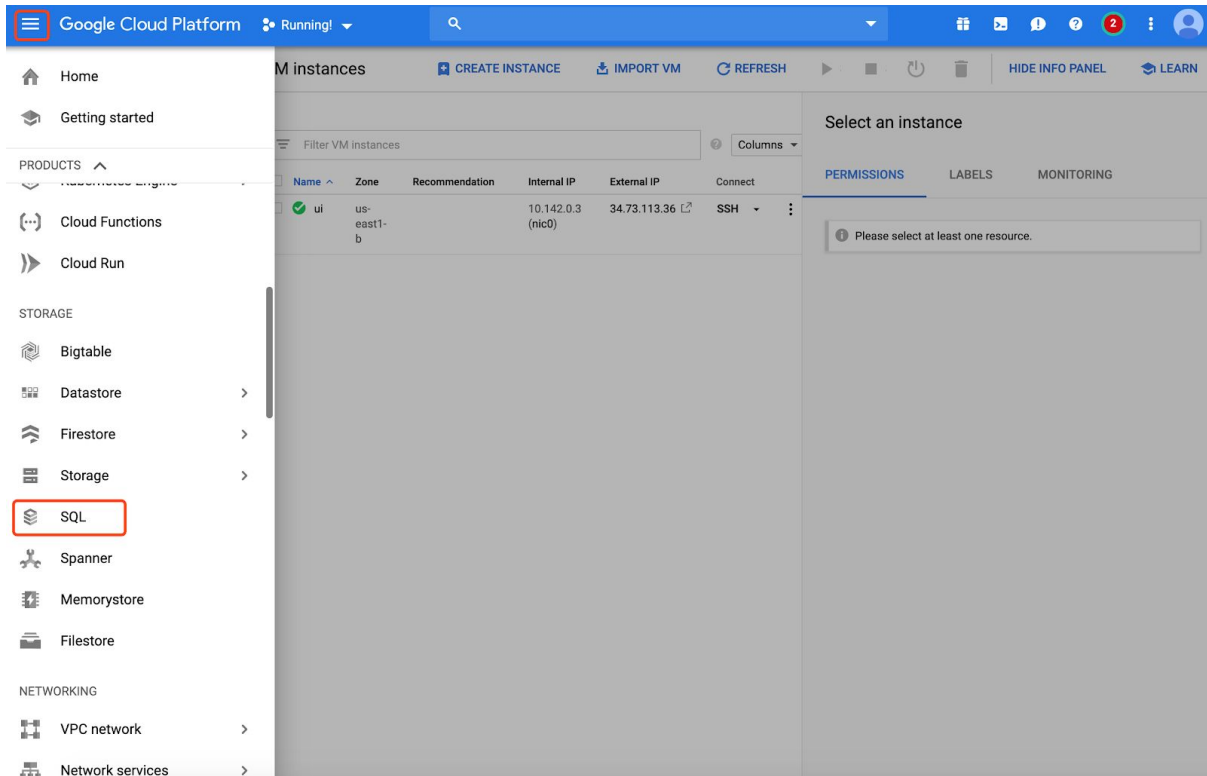 Google Cloud Platform Running! 2
Home
Getting started
PRODUCTS
Kubernetes Engine
Cloud Functions
Cloud Run
STORAGE
Bigtable
Datastore
Firestore
Storage
SQL
Spanner
Memorystore
Filestore
NETWORKING
VPC network
Network services
M instances CREATE INSTANCE IMPORT VM REFRESH HIDE INFO PANEL LEARN
Filter VM instances Columns
Name Zone Recommendation Internal IP External IP Connect
ui us-east1-b 10.142.0.3 (nic0) 34.73.113.36 SSH
Select an instance
PERMISSIONS LABELS MONITORING
Please select at least one resource.